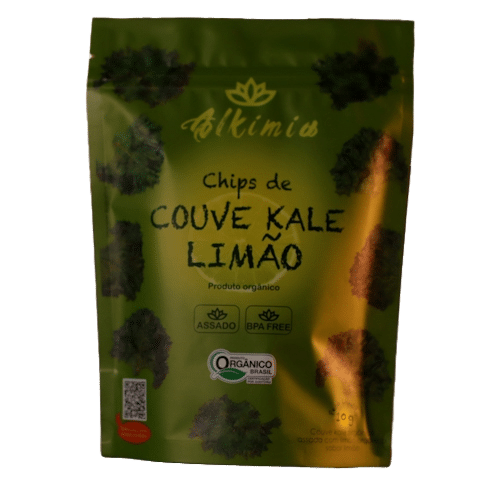 Alkimia
Chips de
COUVE KALE
LIMÃO
Produto orgânico
ASSADO
BPA FREE
ORGÂNICO
BRASIL